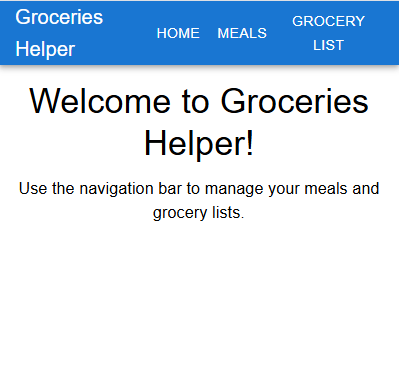 Groceries
Helper
HOME
MEALS
GROCERY
LIST
Welcome to Groceries
Helper!
Use the navigation bar to manage your meals and
grocery lists.